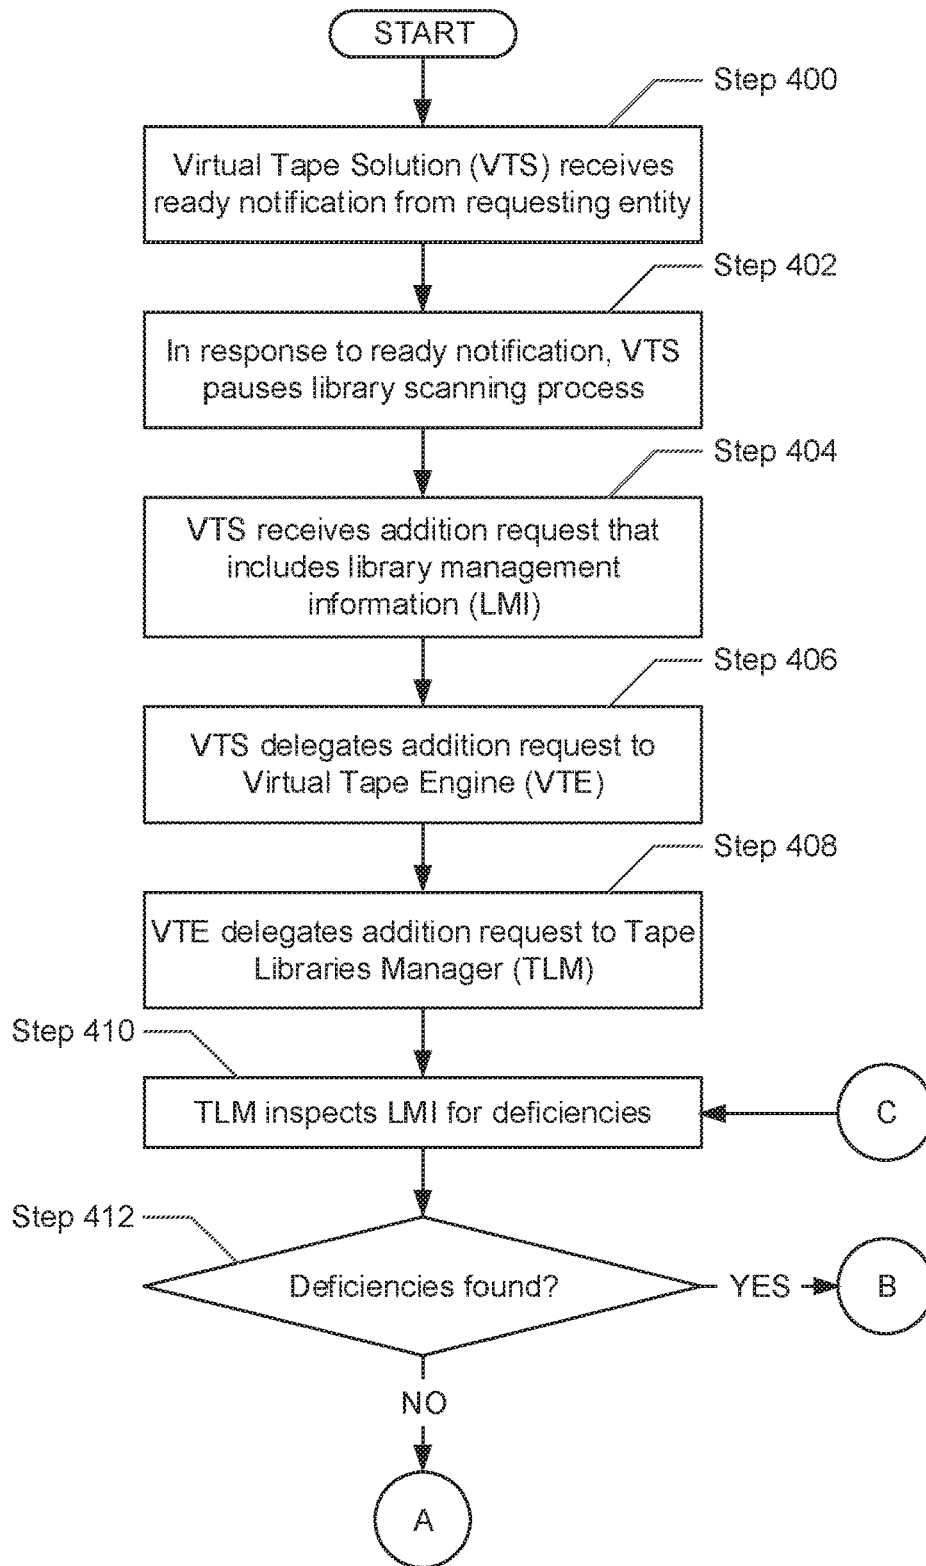 START
Step 400
Virtual Tape Solution (VTS) receives
ready notification from requesting entity
Step 402
In response to ready notification, VTS
pauses library scanning process
Step 404
VTS receives addition request that
includes library management
information (LMI)
Step 406
VTS delegates addition request to
Virtual Tape Engine (VTE)
Step 408
VTE delegates addition request to Tape
Libraries Manager (TLM)
Step 410
TLM inspects LMI for deficiencies
C
Step 412
Deficiencies found?
YES
B
NO
A